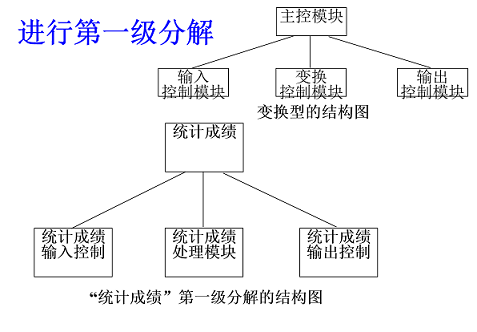 进行第一级分解
主控模块
输入
控制模块
变换
控制模块
输出
控制模块
变换型的结构图
统计成绩
统计成绩
输入控制
统计成绩
处理模块
统计成绩
输出控制
“统计成绩”第一级分解的结构图